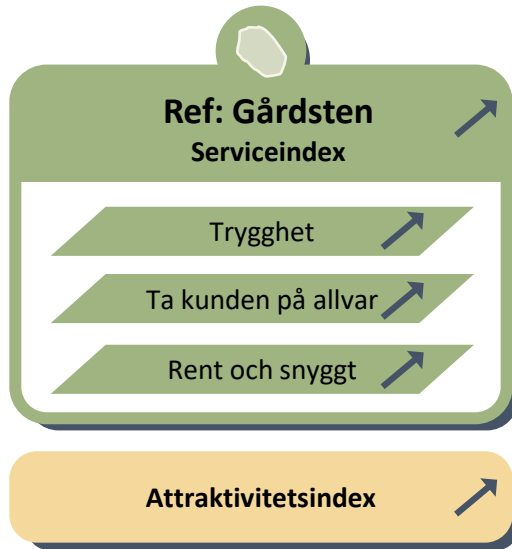 Ref: Gårdsten
Serviceindex
Trygghet
Ta kunden på allvar
Rent och snyggt
Attraktivitetsindex